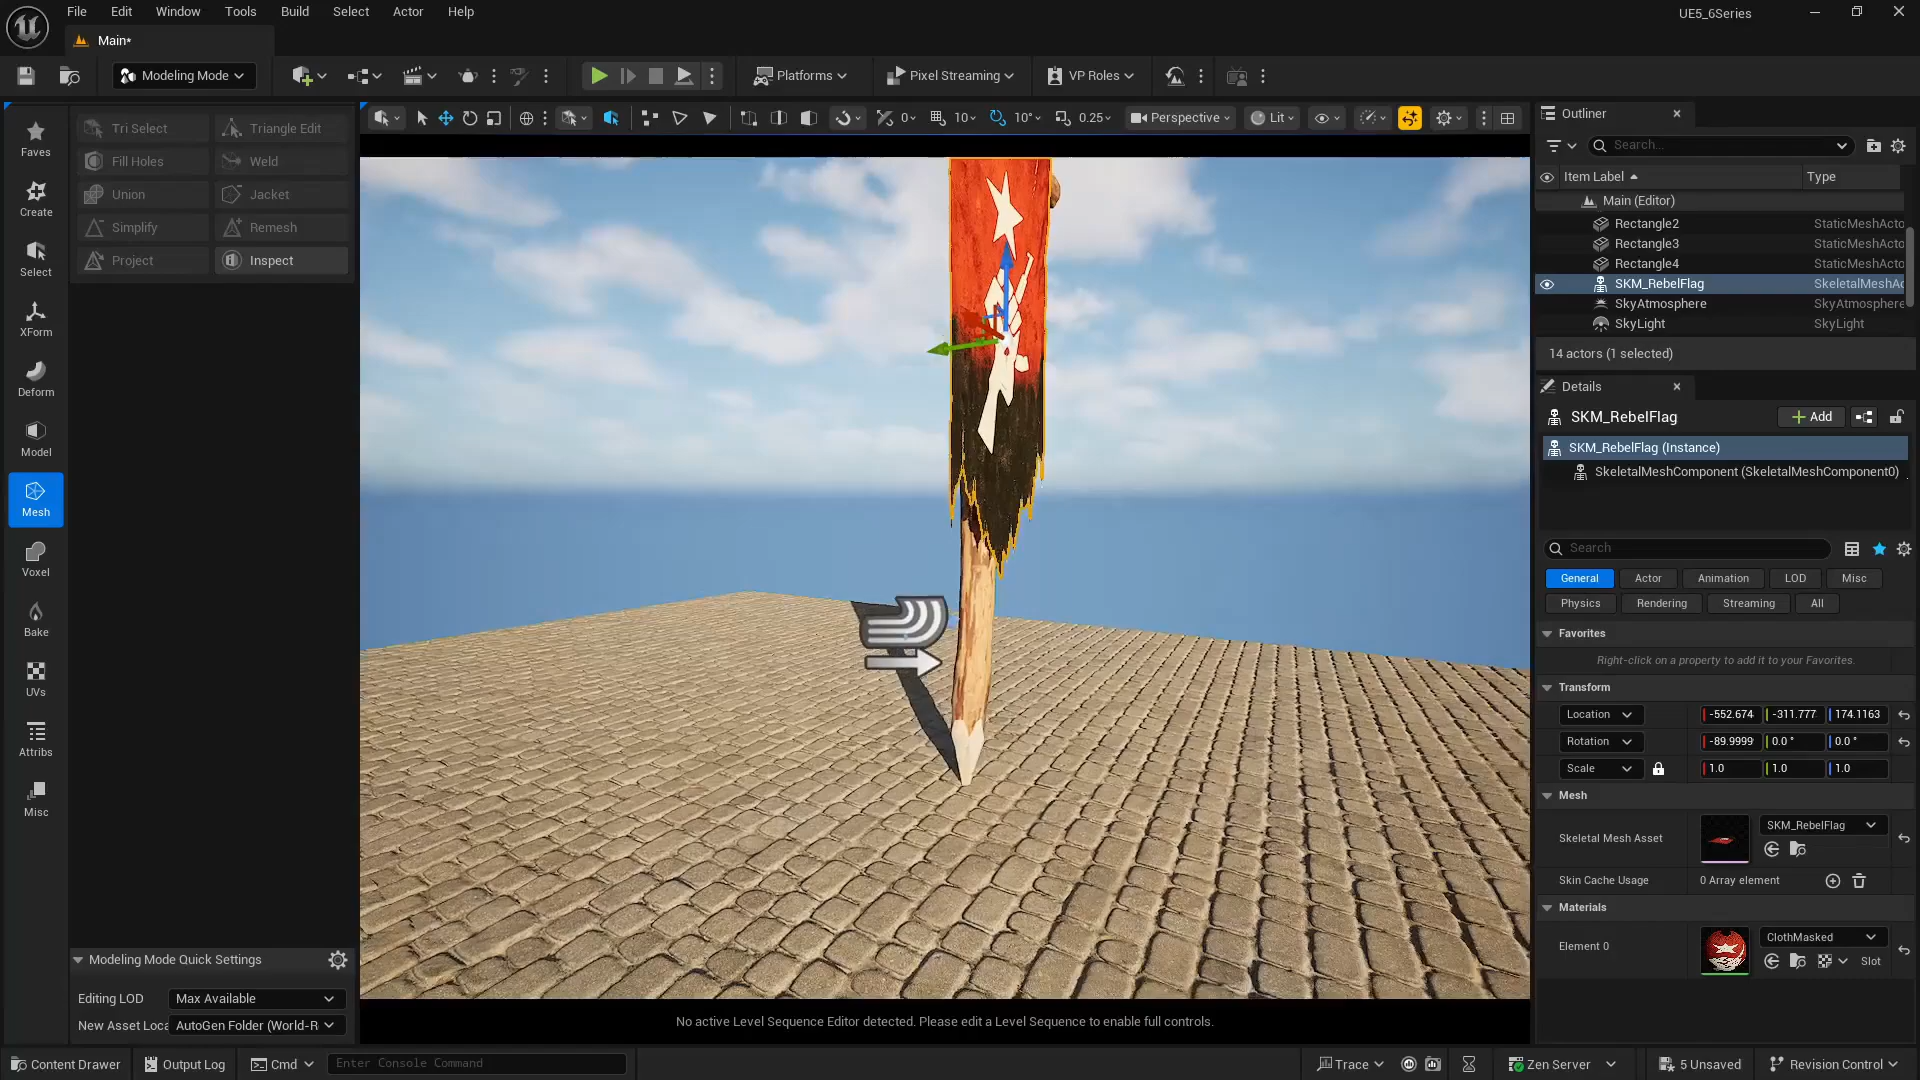 File Edit Window Tools Build Select Actor Help
UE5_6Series
Main*
Modeling Mode
Platforms
Pixel Streaming
VP Roles
Faves
Create
Select
XForm
Deform
Model
Mesh
Voxel
Bake
UVs
Attribs
Misc
Tri Select
Triangle Edit
Fill Holes
Weld
Union
Jacket
Simplify
Remesh
Project
Inspect
Modeling Mode Quick Settings
Editing LOD
Max Available
New Asset Loca
AutoGen Folder (World-R
0
10
10°
0.25
Perspective
Lit
No active Level Sequence Editor detected. Please edit a Level Sequence to enable full controls.
Outliner
Search...
Item Label
Type
Main (Editor)
Rectangle2 StaticMeshActo
Rectangle3 StaticMeshActo
Rectangle4 StaticMeshActo
SKM_RebelFlag SkeletalMeshAc
SkyAtmosphere SkyAtmosphere
SkyLight SkyLight
14 actors (1 selected)
Details
SKM_RebelFlag
Add
SKM_RebelFlag (Instance)
SkeletalMeshComponent (SkeletalMeshComponent0)
Search
General Actor Animation LOD Misc
Physics Rendering Streaming All
Favorites
Right-click on a property to add it to your Favorites.
Transform
Location -552.674 -311.777 174.1163
Rotation -89.9999 0.0 ° 0.0 °
Scale 1.0 1.0 1.0
Mesh
Skeletal Mesh Asset
SKM_RebelFlag
Skin Cache Usage
0 Array element
Materials
Element 0
ClothMasked
Slot
Content Drawer
Output Log
Cmd
Enter Console Command
Trace
Zen Server
5 Unsaved
Revision Control